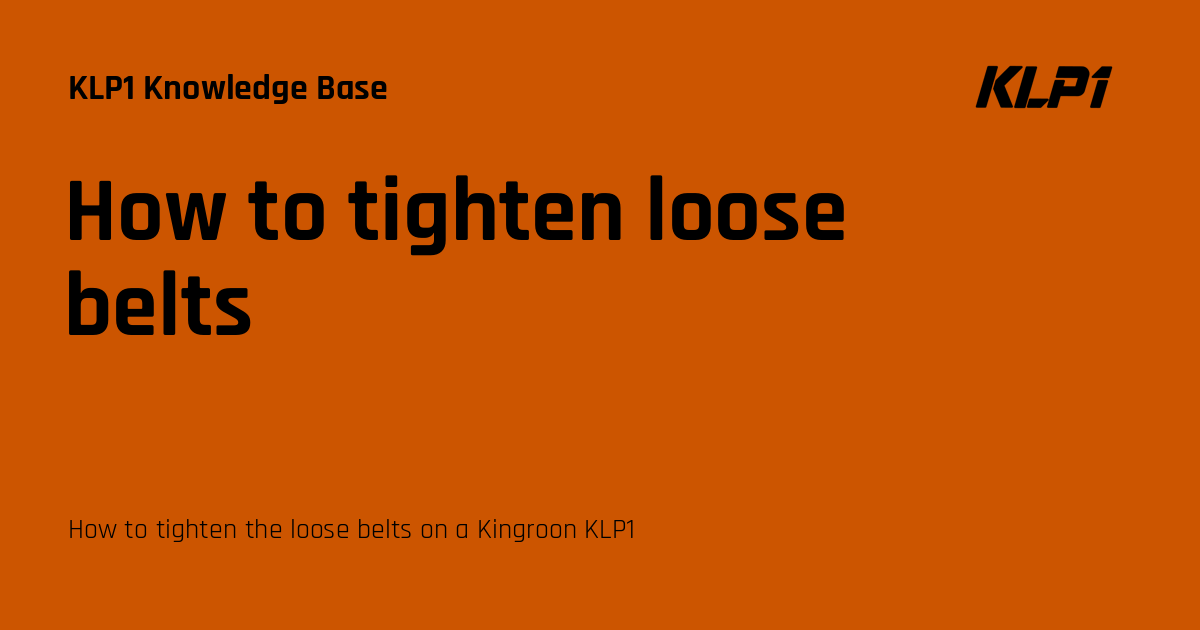 KLP1 Knowledge Base
KLP1
How to tighten loose
belts
How to tighten the loose belts on a Kingroon KLP1